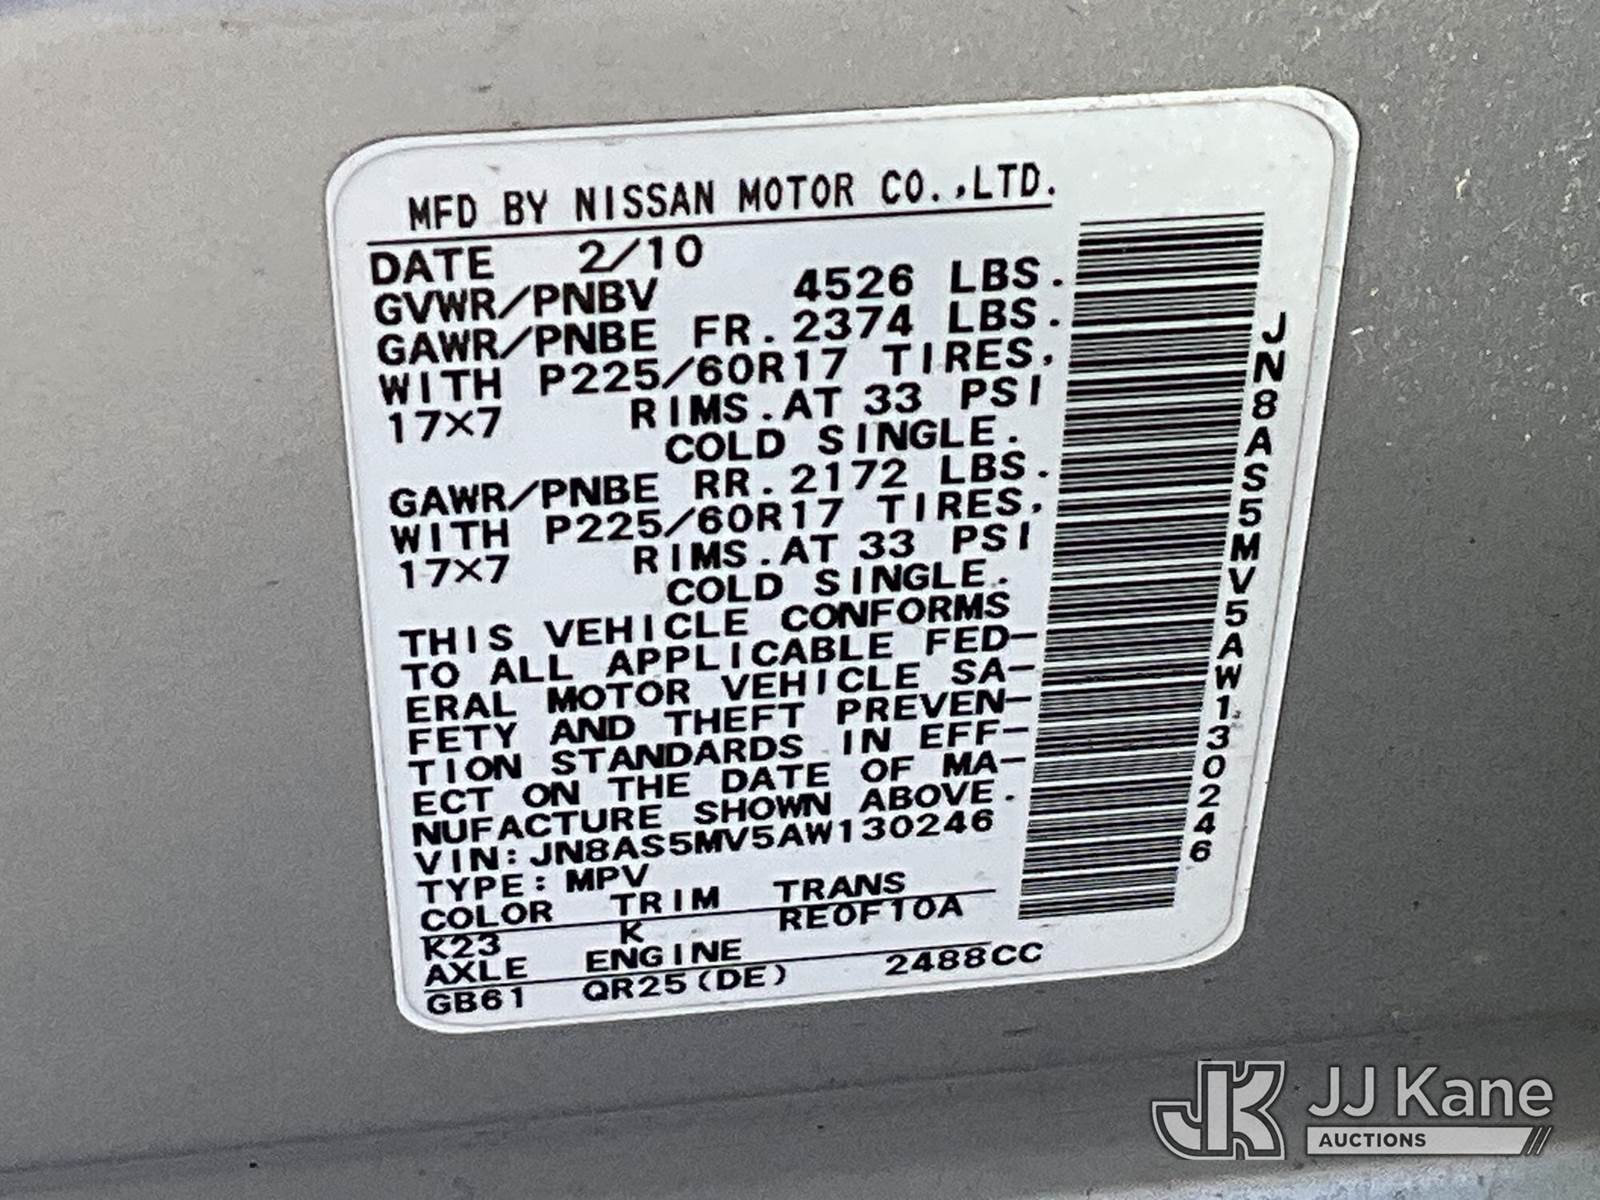 MFD BY NISSAN MOTOR CO.,LTD.
DATE 2/10
GVWR/PNBV 4526 LBS.
GAWR/PNBE FR. 2374 LBS.
WITH P225/60R17 TIRES,
17×7 RIMS. AT 33 PSI
COLD SINGLE.
GAWR/PNBE RR. 2172 LBS.
WITH P225/60R17 TIRES,
17×7 RIMS. AT 33 PSI
COLD SINGLE.
THIS VEHICLE CONFORMS
TO ALL APPLICABLE FED-
ERAL MOTOR VEHICLE SA-
FETY AND THEFT PREVEN-
TION STANDARDS IN EFF-
ECT ON THE DATE OF MA-
NUFACTURE SHOWN ABOVE.
VIN: JN8AS5MV5AW130246
TYPE: MPV
COLOR TRIM TRANS
K23 K RE0F10A
AXLE ENGINE
GB61 QR25(DE) 2488CC
JN8AS5MV5AW130246
JK JJ Kane
AUCTIONS